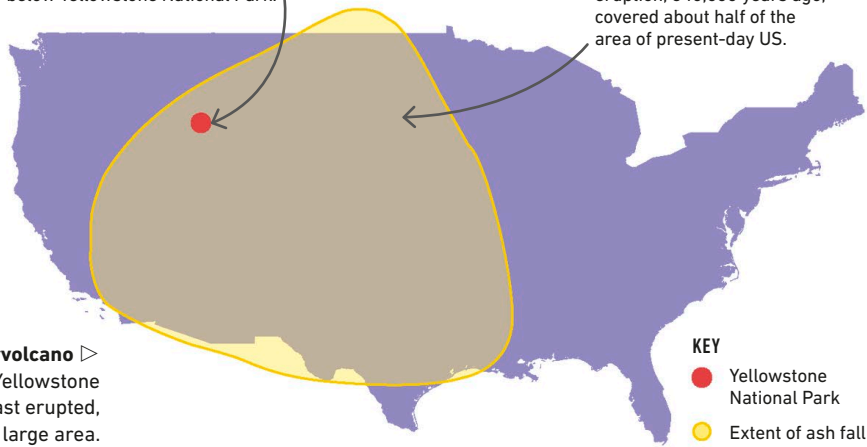 below Yellowstone National Park.
eruption, 640,000 years ago,
covered about half of the
area of present-day US.
volcano ▷
Yellowstone
ast erupted,
large area.
KEY
Yellowstone
National Park
Extent of ash fall